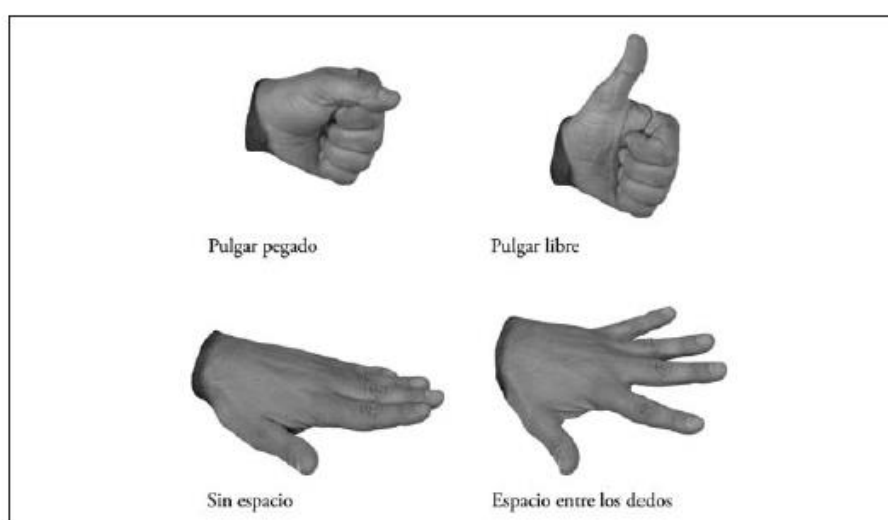 Pulgar pegado
Pulgar libre
Sin espacio
Espacio entre los dedos